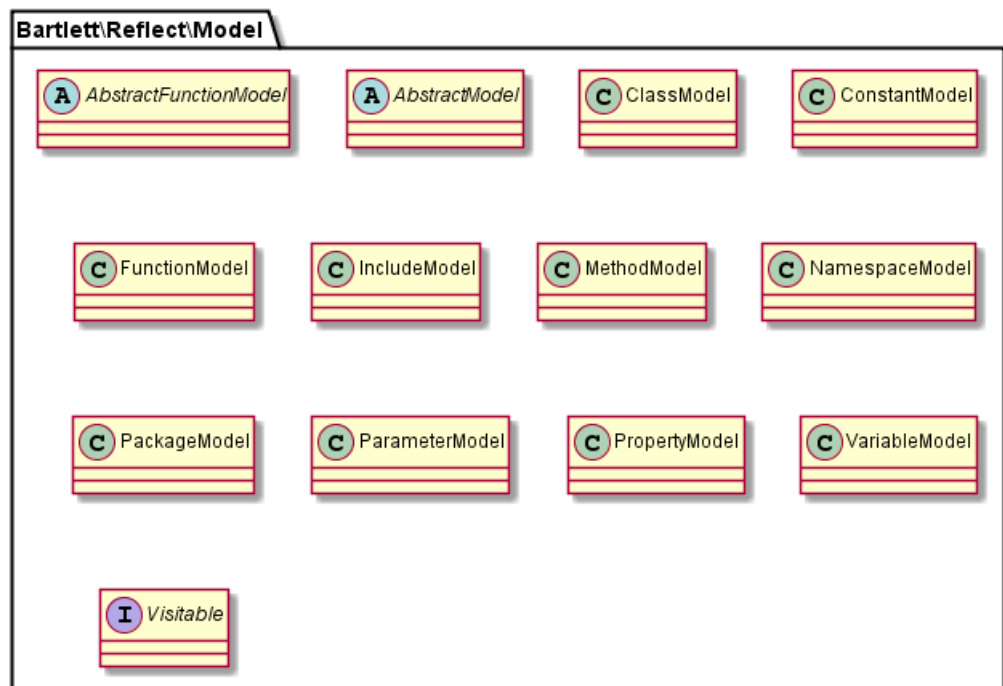 Bartlett\Reflect\Model
A AbstractFunctionModel
A AbstractModel
C ClassModel
C ConstantModel
C FunctionModel
C IncludeModel
C MethodModel
C NamespaceModel
C PackageModel
C ParameterModel
C PropertyModel
C VariableModel
I Visitable